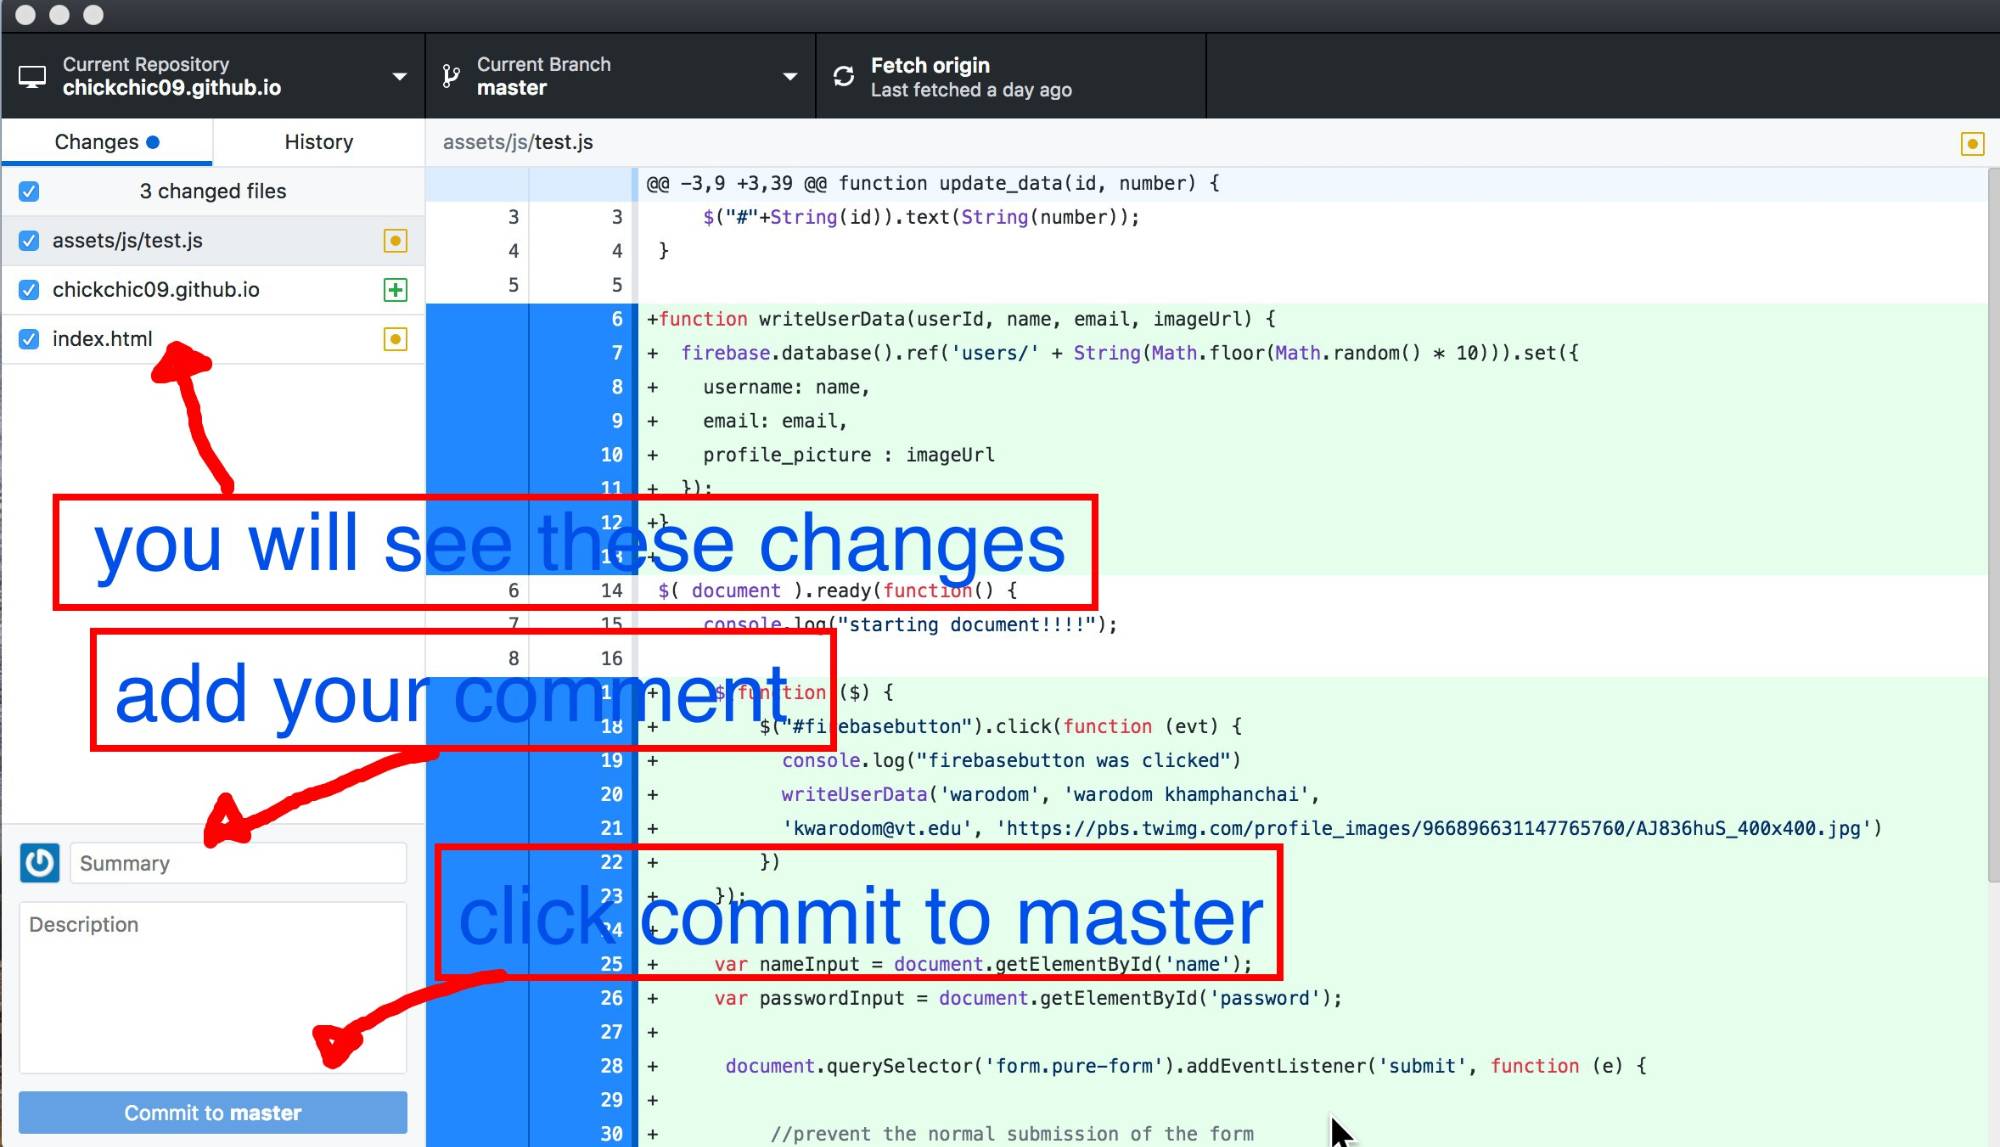 Current Repository
chickchic09.github.io
Current Branch
master
Fetch origin
Last fetched a day ago
Changes
History
assets/js/test.js
3 changed files
assets/js/test.js
chickchic09.github.io
index.html
@@ -3,9 +3,39 @@ function update_data(id, number) {
3 3 $("#"+String(id)).text(String(number));
4 4 }
5 5
6 +function writeUserData(userId, name, email, imageUrl) {
7 + firebase.database().ref('users/' + String(Math.floor(Math.random() * 10))).set({
8 + username: name,
9 + email: email,
10 + profile_picture : imageUrl
11 + });
12 +}
13 +
6 14 $( document ).ready(function() {
7 15 console.log("starting document!!!!");
8 16
+ $(function ($) {
18 + $("#firebasebutton").click(function (evt) {
19 + console.log("firebasebutton was clicked")
20 + writeUserData('warodom', 'warodom khamphanchai',
21 + 'kwarodom@vt.edu', 'https://pbs.twimg.com/profile_images/966896631147765760/AJ836huS_400x400.jpg')
22 + })
23 + });
24 +
25 + var nameInput = document.getElementById('name');
26 + var passwordInput = document.getElementById('password');
27 +
28 + document.querySelector('form.pure-form').addEventListener('submit', function (e) {
29 +
30 + //prevent the normal submission of the form
you will see these changes
add your comment
click commit to master
Summary
Description
Commit to master